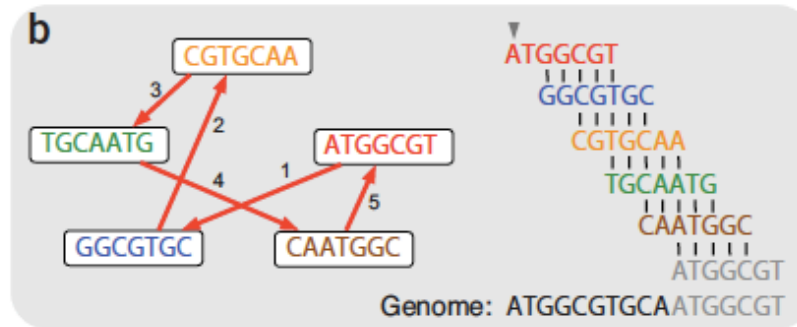 b
CGTGCAA
3
2
TGCAATG
ATGGCGT
1
4
5
GGCGTGC
CAATGGC
ATGGCGT
GGCGTGC
CGTGCAA
TGCAATG
CAATGGC
ATGGCGT
Genome: ATGGCGTGCAATGGCGT